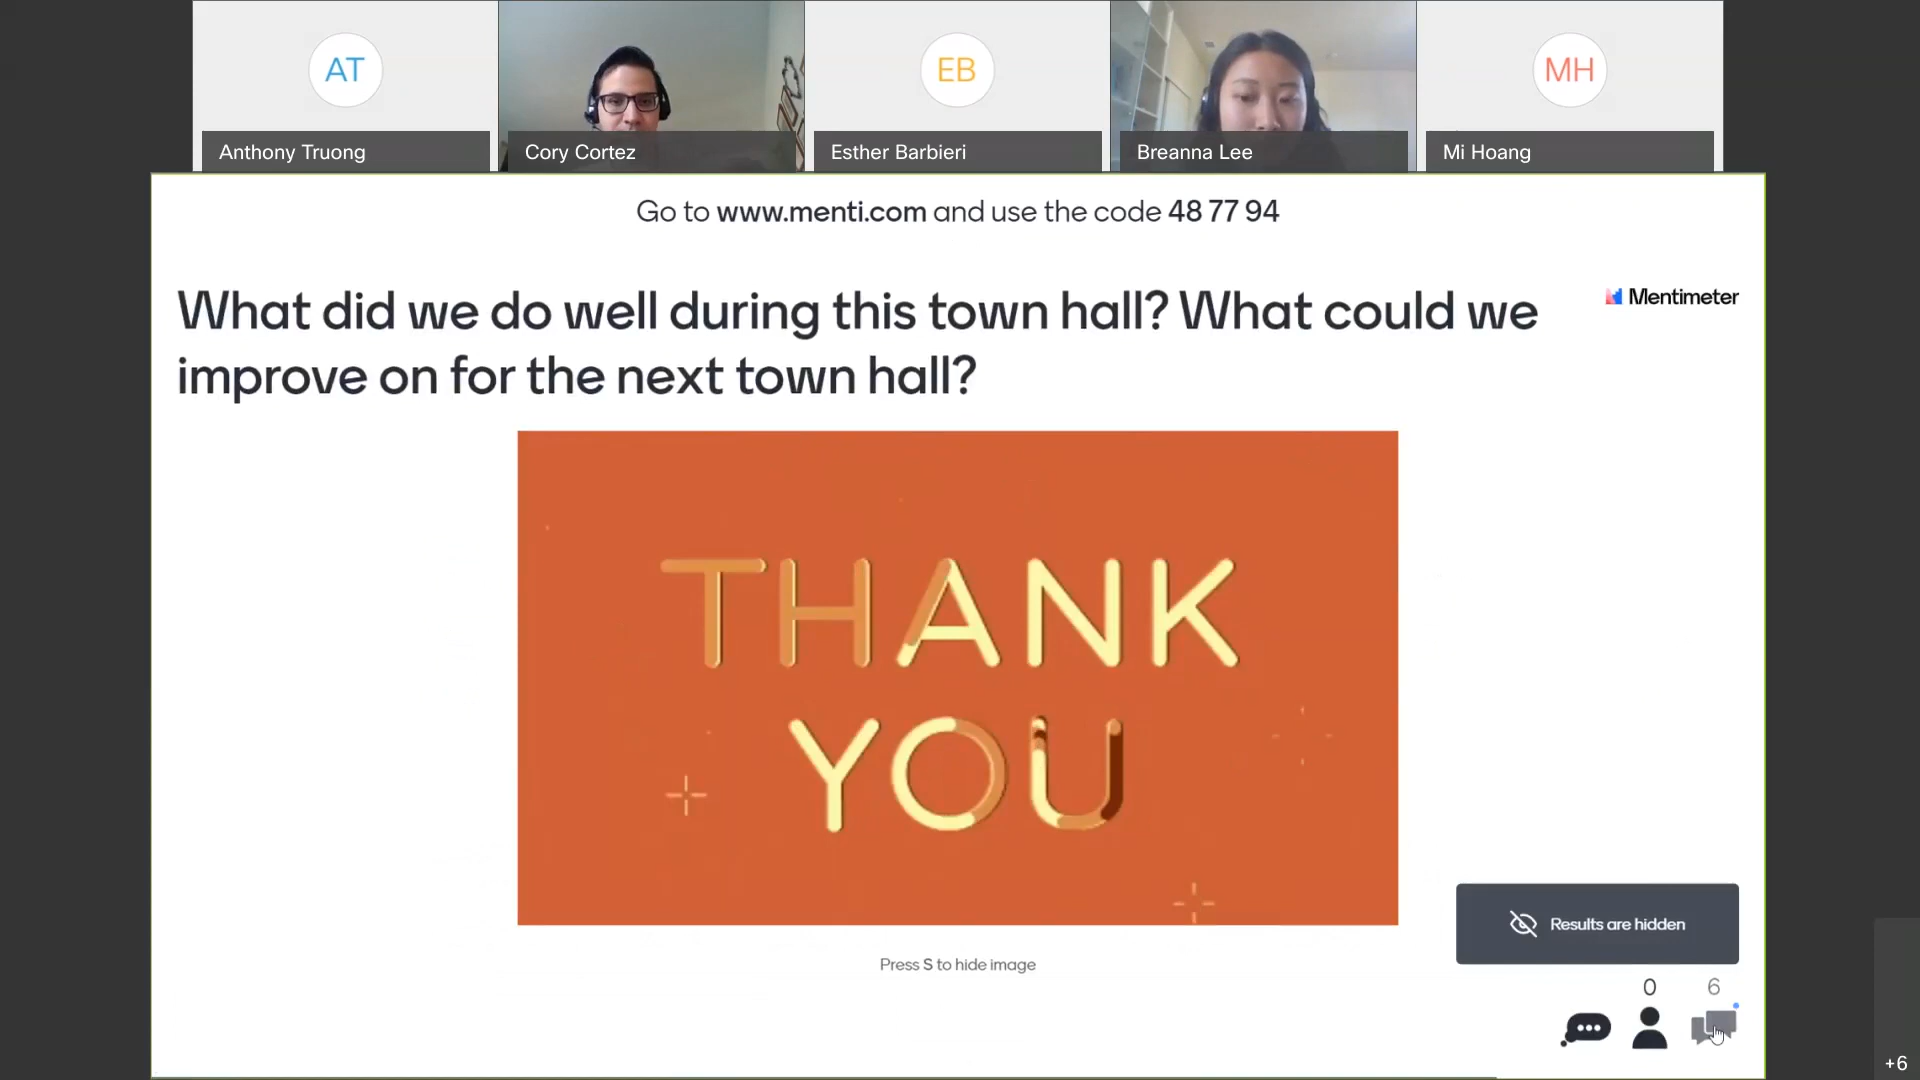 AT
EB
MH
Anthony Truong
Cory Cortez
Esther Barbieri
Breanna Lee
Mi Hoang
Go to www.menti.com and use the code 48 77 94
What did we do well during this town hall? What could we
improve on for the next town hall?
Mentimeter
THANK
YOU
Results are hidden
Press S to hide image
0
6
+6